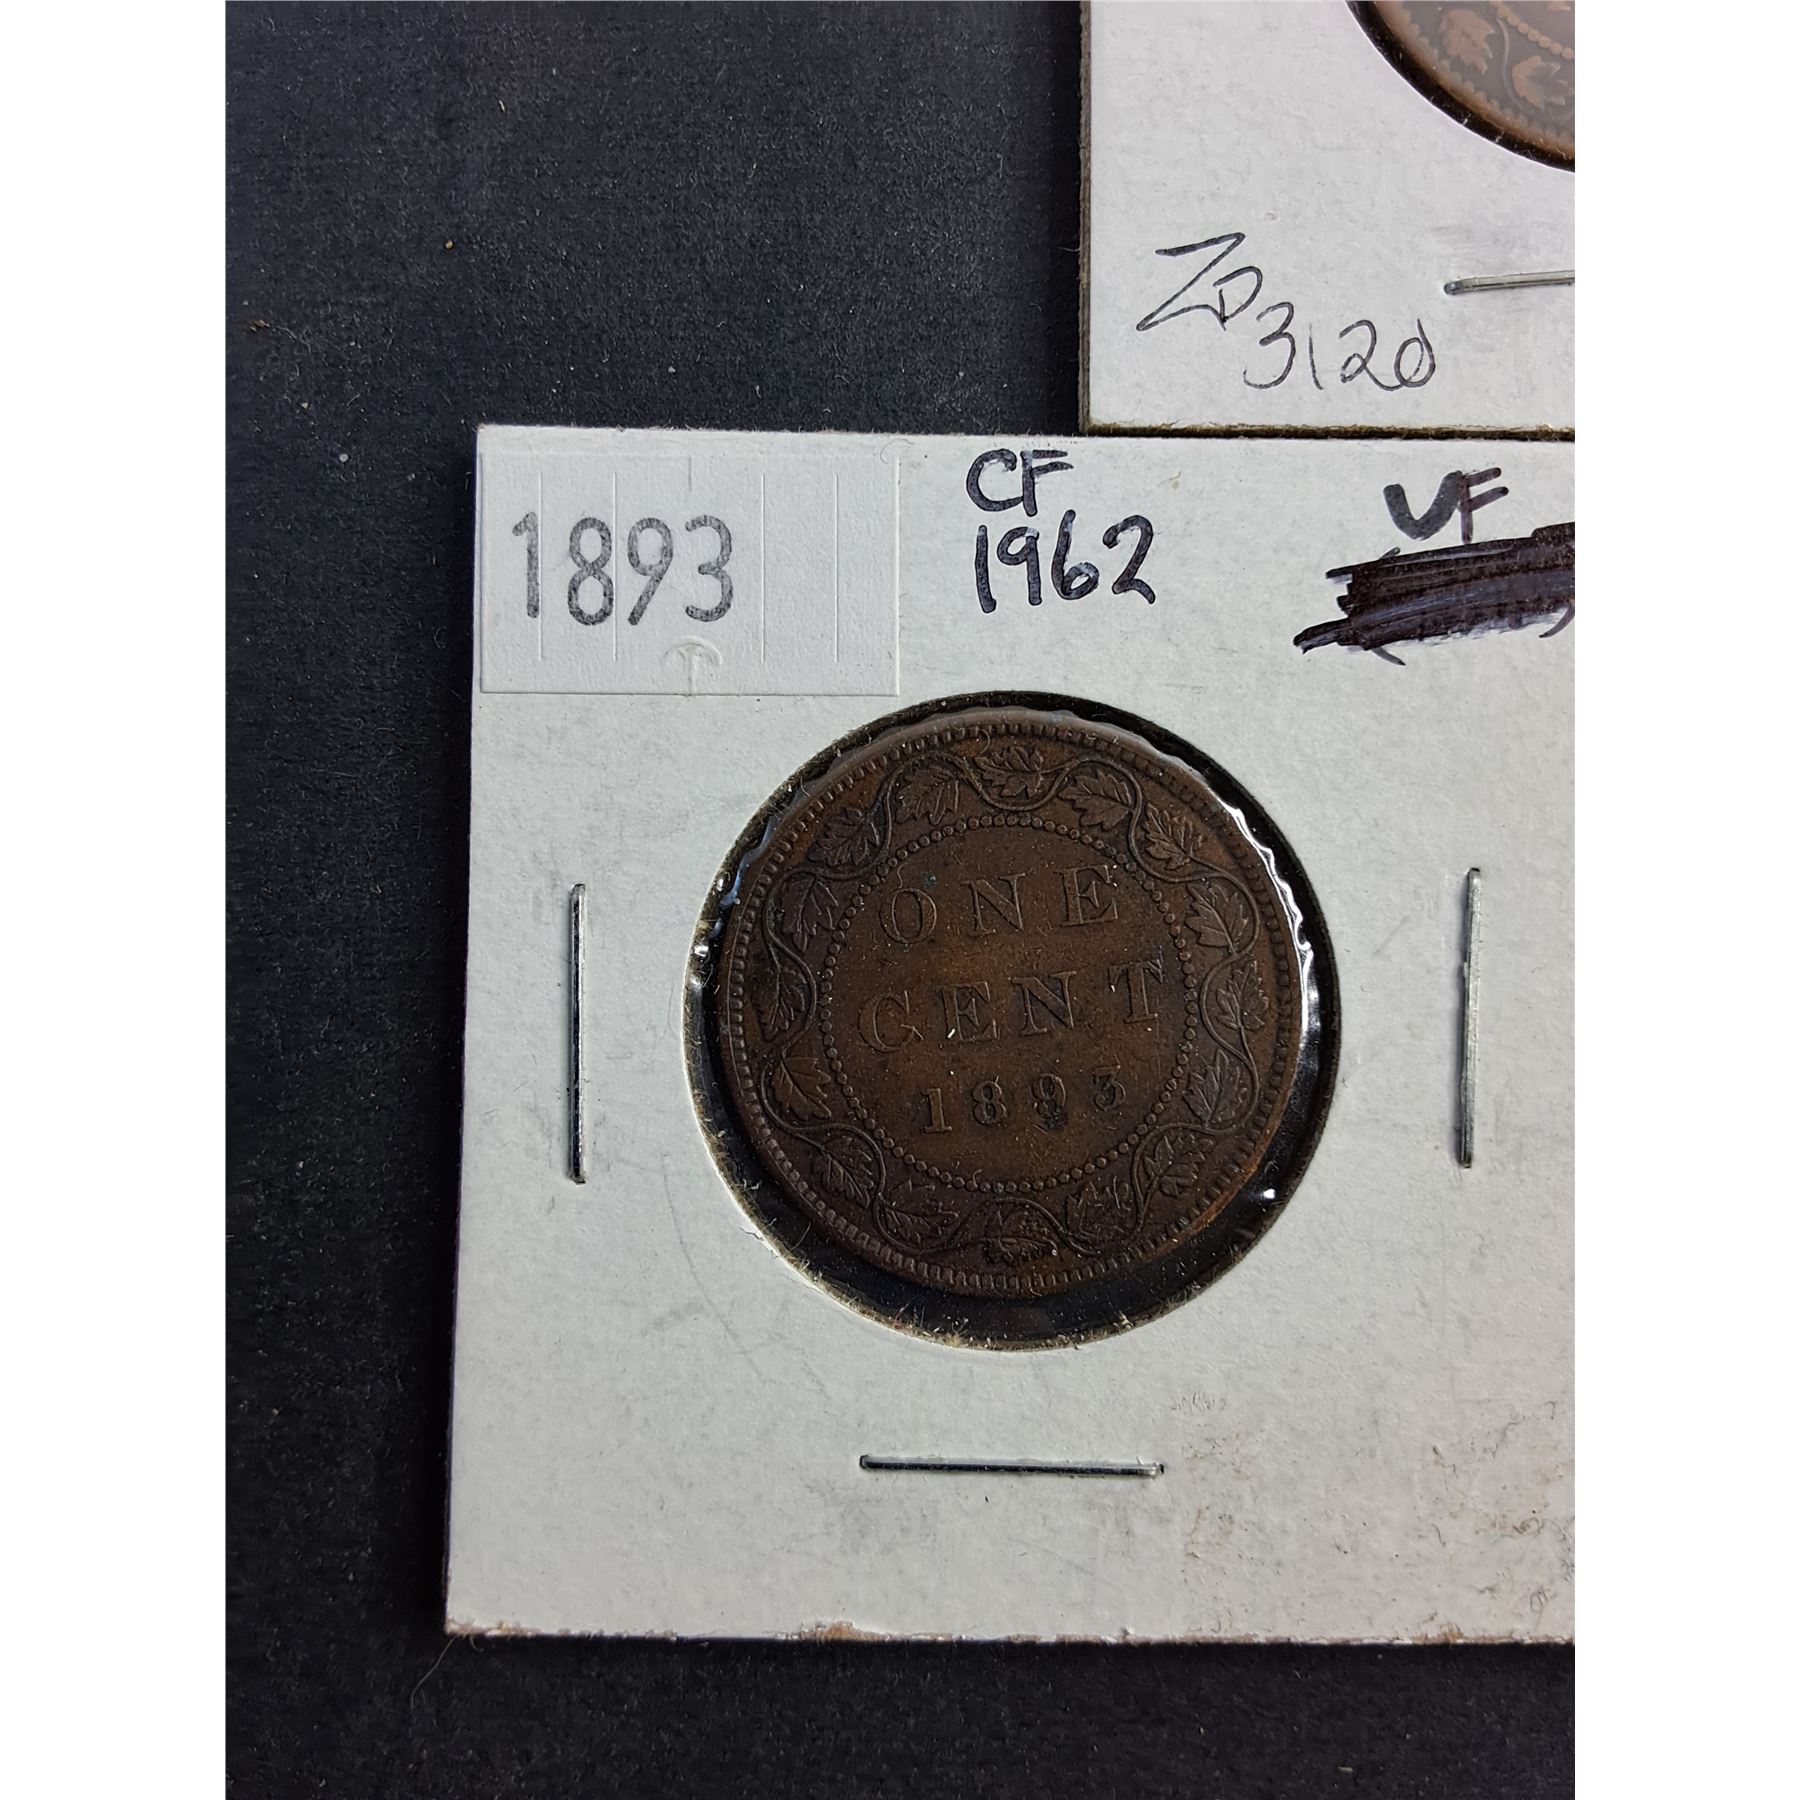 ZD
3120
1893
CF
1962
VF
ONE
CENT
1893